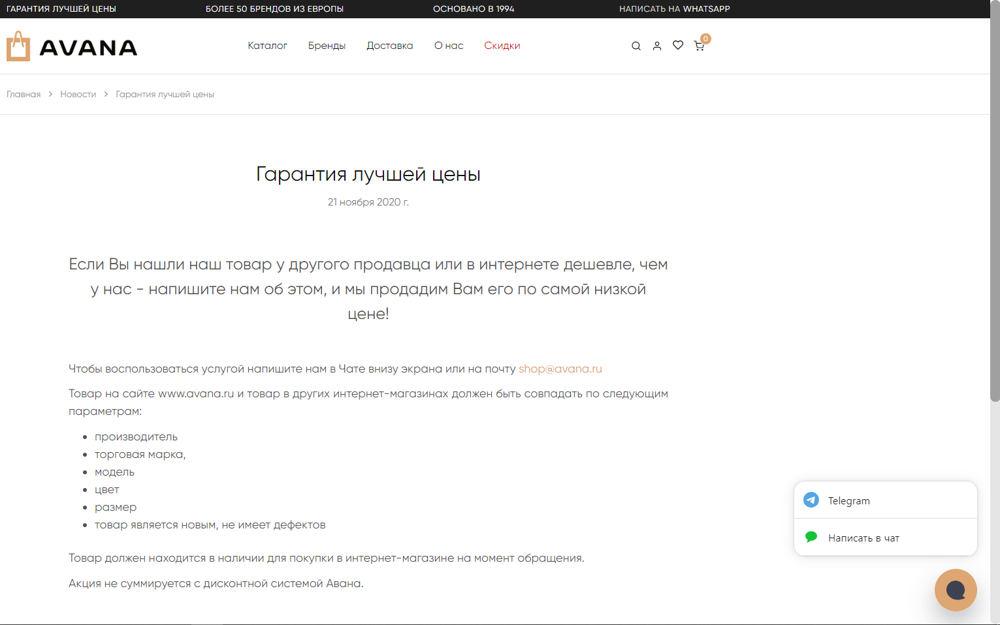 ГАРАНТИЯ ЛУЧШЕЙ ЦЕНЫ
БОЛЕЕ 50 БРЕНДОВ ИЗ ЕВРОПЫ
ОСНОВАНО В 1994
НАПИСАТЬ НА WHATSAPP
AVANA
Каталог
Бренды
Доставка
О нас
Скидки
0
Главная
Новости
Гарантия лучшей цены
Гарантия лучшей цены
21 ноября 2020 г.
Если Вы нашли наш товар у другого продавца или в интернете дешевле, чем
у нас - напишите нам об этом, и мы продадим Вам его по самой низкой
цене!
Чтобы воспользоваться услугой напишите нам в Чате внизу экрана или на почту shop@avana.ru
Товар на сайте www.avana.ru и товар в других интернет-магазинах должен быть совпадать по следующим
параметрам:
производитель
торговая марка,
модель
цвет
размер
товар является новым, не имеет дефектов
Товар должен находится в наличии для покупки в интернет-магазине на момент обращения.
Акция не суммируется с дисконтной системой Авана.
Telegram
Написать в чат